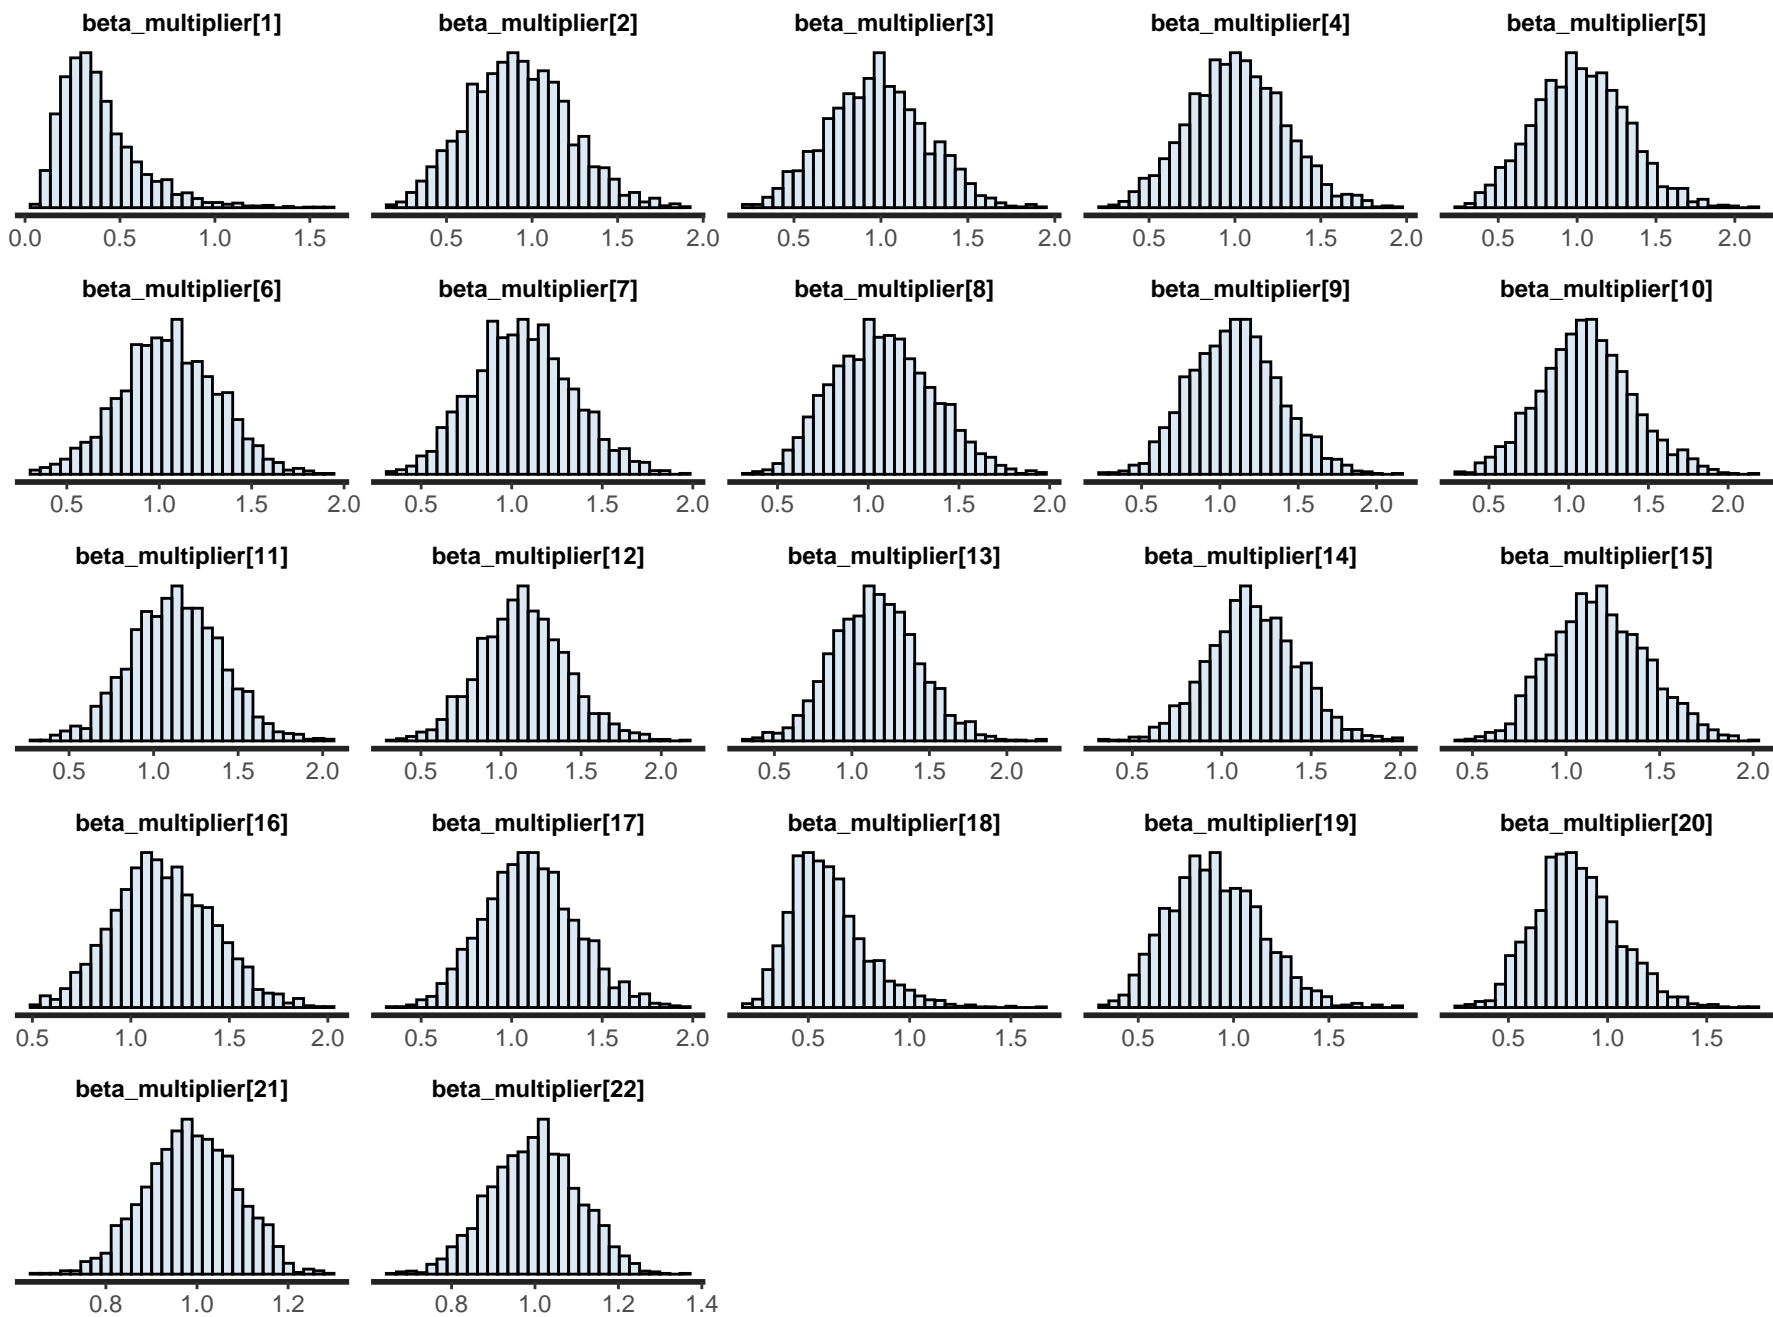 beta_multiplier[1] beta_multiplier[2] beta_multiplier[3] beta_multiplier[4] beta_multiplier[5]
0.0 0.5 1.0 1.5 0.5 1.0 1.5 2.0 0.5 1.0 1.5 2.0 0.5 1.0 1.5 2.0 0.5 1.0 1.5 2.0
beta_multiplier[6] beta_multiplier[7] beta_multiplier[8] beta_multiplier[9] beta_multiplier[10]
0.5 1.0 1.5 2.0 0.5 1.0 1.5 2.0 0.5 1.0 1.5 2.0 0.5 1.0 1.5 2.0 0.5 1.0 1.5 2.0
beta_multiplier[11] beta_multiplier[12] beta_multiplier[13] beta_multiplier[14] beta_multiplier[15]
0.5 1.0 1.5 2.0 0.5 1.0 1.5 2.0 0.5 1.0 1.5 2.0 0.5 1.0 1.5 2.0 0.5 1.0 1.5 2.0
beta_multiplier[16] beta_multiplier[17] beta_multiplier[18] beta_multiplier[19] beta_multiplier[20]
0.5 1.0 1.5 2.0 0.5 1.0 1.5 2.0 0.5 1.0 1.5 0.5 1.0 1.5 0.5 1.0 1.5
beta_multiplier[21] beta_multiplier[22]
0.8 1.0 1.2 0.8 1.0 1.2 1.4